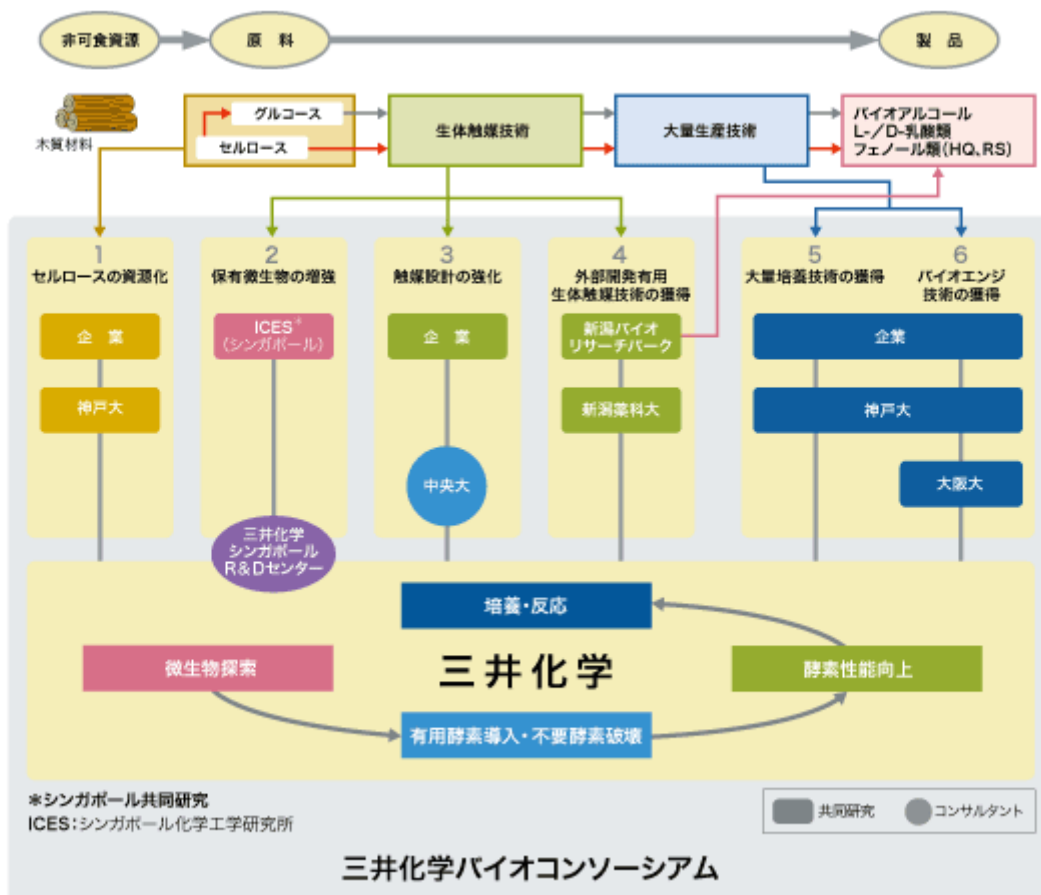 非可食資源
原 料
製 品
木質材料
グルコース
セルロース
生体触媒技術
大量生産技術
バイオアルコール
L-/D-乳酸類
フェノール類(HQ、RS)
1
セルロースの資源化
企 業
神戸大
2
保有微生物の増強
ICES*
(シンガポール)
三井化学
シンガポール
R&Dセンター
3
触媒設計の強化
企 業
中央大
4
外部開発有用
生体触媒技術の獲得
新潟バイオ
リサーチパーク
新潟薬科大
5
大量培養技術の獲得
6
バイオエンジ
技術の獲得
企業
神戸大
大阪大
培養・反応
微生物探索
三井化学
酵素性能向上
有用酵素導入・不要酵素破壊
*シンガポール共同研究
ICES:シンガポール化学工学研究所
共同研究
コンサルタント
三井化学バイオコンソーシアム